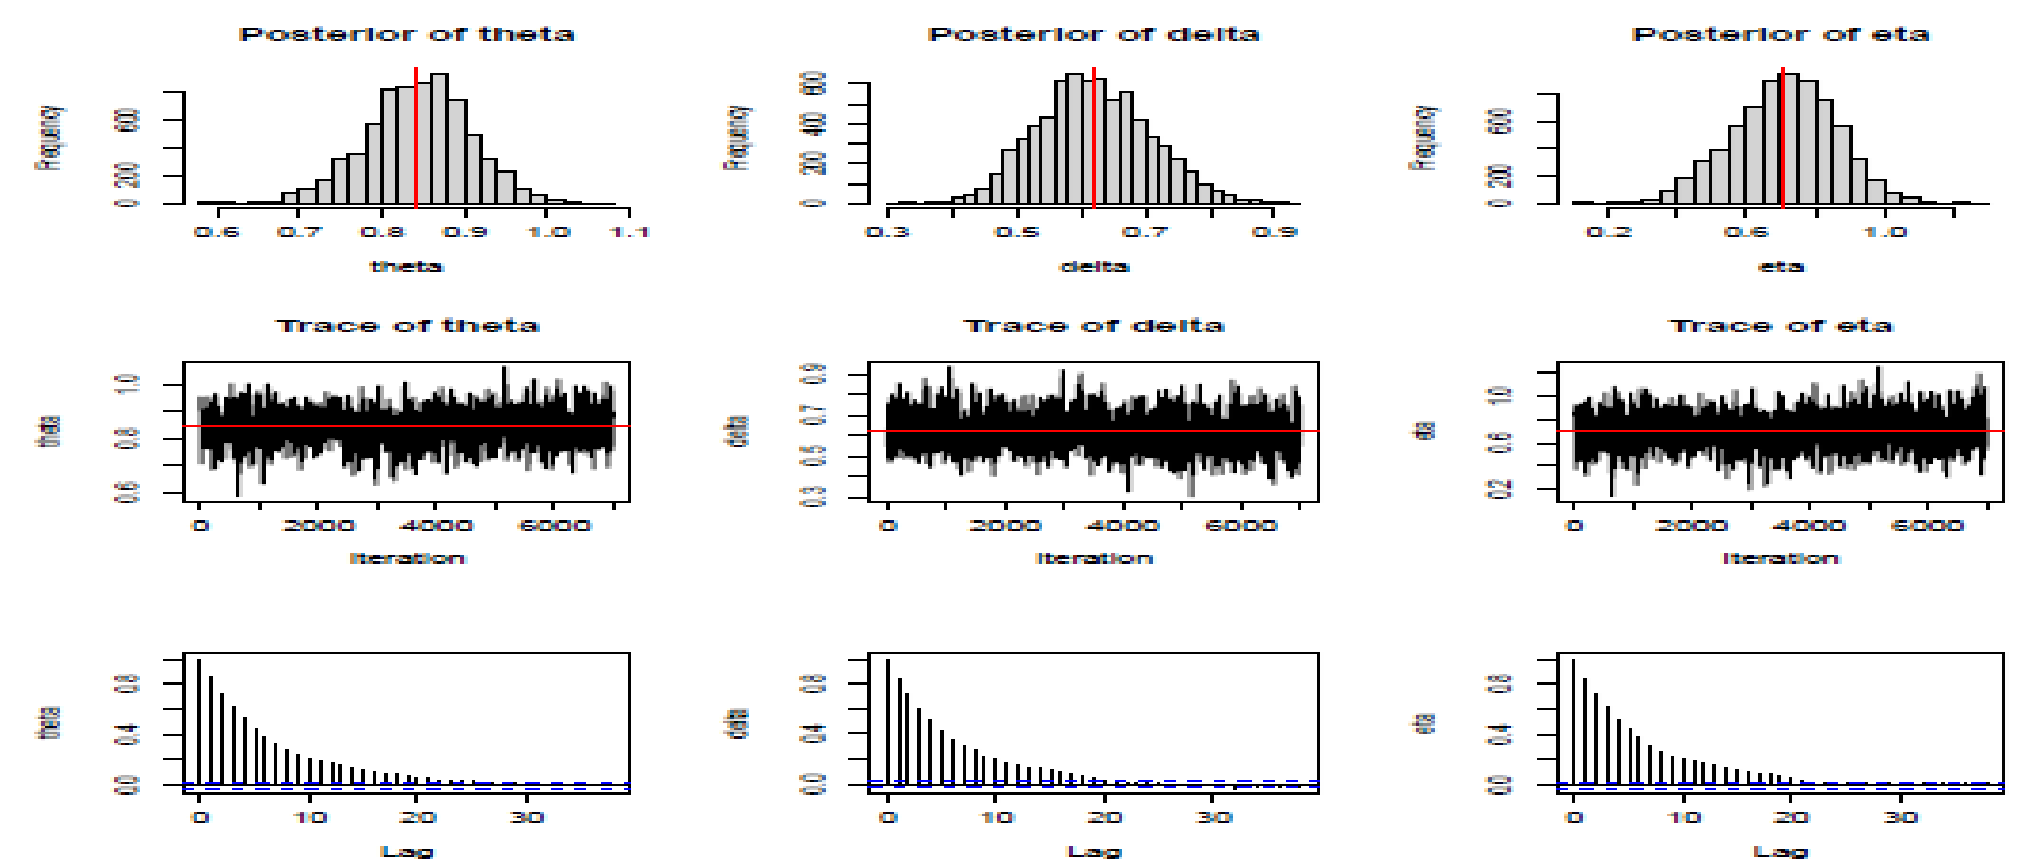 Posterior of theta
Posterior of delta
Posterior of eta
Frequency
0 200 600
0.6 0.7 0.8 0.9 1.0 1.1
theta
Frequency
0 200 400 600
0.3 0.5 0.7 0.9
delta
Frequency
0 200 600
0.2 0.6 1.0
eta
Trace of theta
Trace of delta
Trace of eta
theta
0.6 0.8 1.0
0 2000 4000 6000
Iteration
delta
0.3 0.5 0.7 0.9
0 2000 4000 6000
Iteration
eta
0.2 0.6 1.0
0 2000 4000 6000
Iteration
theta
0.0 0.4 0.8
0 10 20 30
Lag
delta
0.0 0.4 0.8
0 10 20 30
Lag
eta
0.0 0.4 0.8
0 10 20 30
Lag